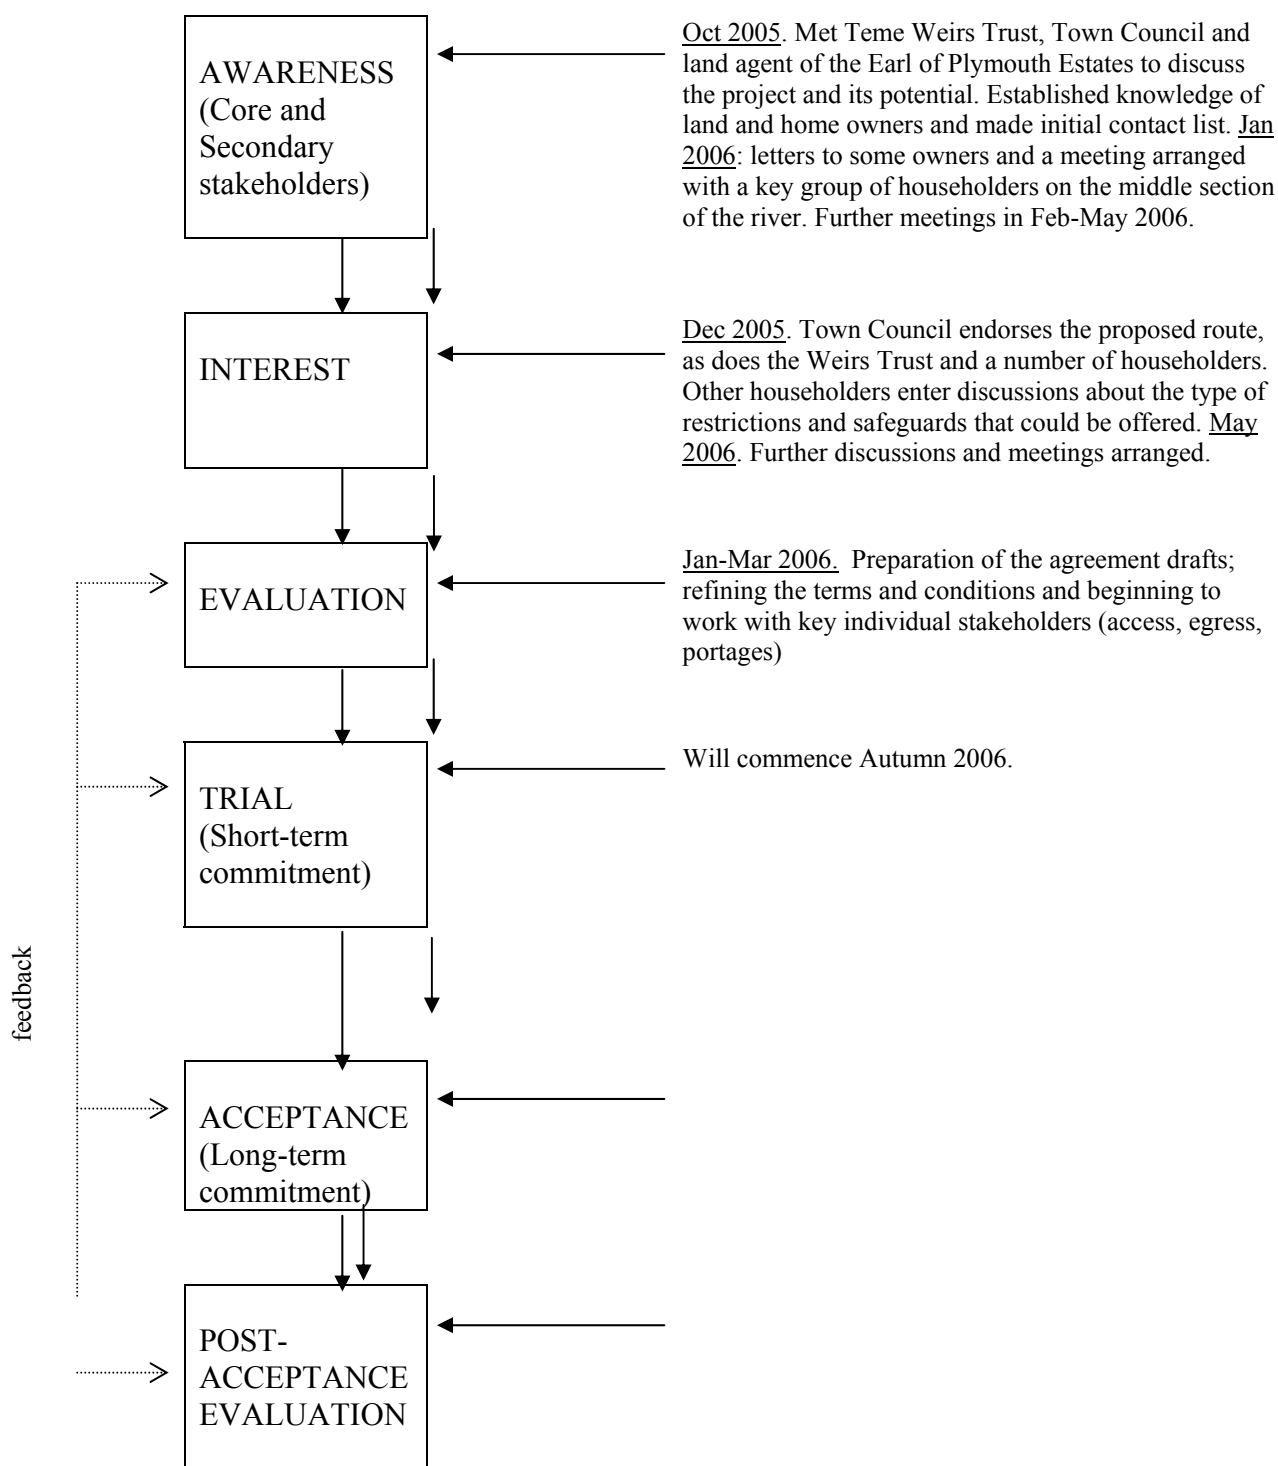 AWARENESS
(Core and
Secondary
stakeholders)
Oct 2005. Met Teme Weirs Trust, Town Council and
land agent of the Earl of Plymouth Estates to discuss
the project and its potential. Established knowledge of
land and home owners and made initial contact list. Jan
2006: letters to some owners and a meeting arranged
with a key group of householders on the middle section
of the river. Further meetings in Feb-May 2006.
INTEREST
Dec 2005. Town Council endorses the proposed route,
as does the Weirs Trust and a number of householders.
Other householders enter discussions about the type of
restrictions and safeguards that could be offered. May
2006. Further discussions and meetings arranged.
EVALUATION
Jan-Mar 2006. Preparation of the agreement drafts;
refining the terms and conditions and beginning to
work with key individual stakeholders (access, egress,
portages)
TRIAL
(Short-term
commitment)
Will commence Autumn 2006.
feedback
ACCEPTANCE
(Long-term
commitment)
POST-
ACCEPTANCE
EVALUATION